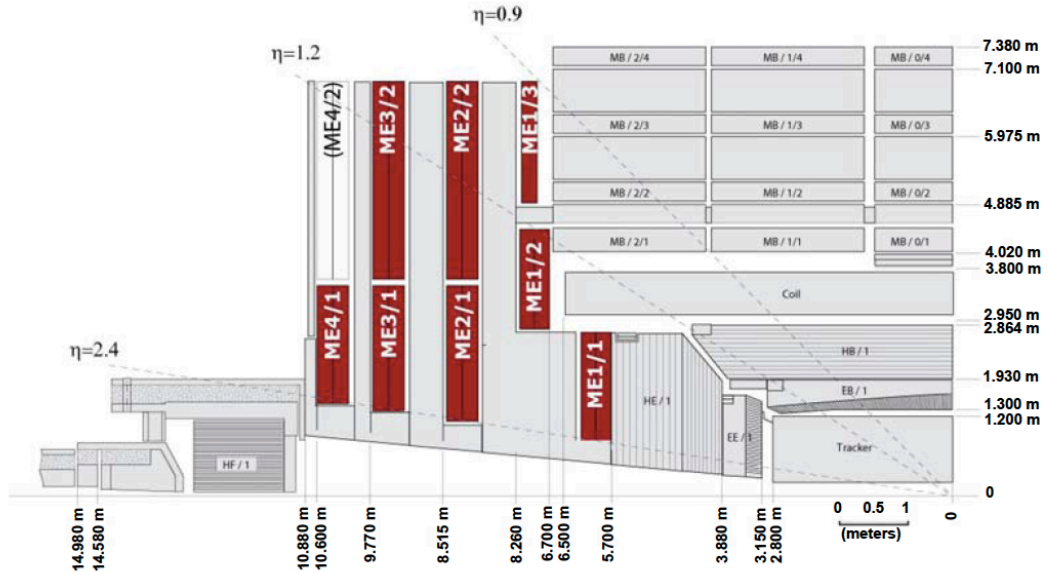 η=0.9
η=1.2
η=2.4
MB / 2/4
MB / 1/4
MB / 0/4
MB / 2/3
MB / 1/3
MB / 0/3
MB / 2/2
MB / 1/2
MB / 0/2
MB / 2/1
MB / 1/1
MB / 0/1
7.380 m
7.100 m
5.975 m
4.885 m
4.020 m
3.800 m
2.950 m
2.864 m
1.930 m
1.300 m
1.200 m
0
(ME4/2)
ME3/2
ME2/2
ME1/3
ME1/2
ME4/1
ME3/1
ME2/1
ME1/1
Coil
HB / 1
HE / 1
EB / 1
EE / 1
Tracker
HF / 1
0 0.5 1
(meters)
14.980 m
14.580 m
10.880 m
10.600 m
9.770 m
8.515 m
8.260 m
6.700 m
6.500 m
5.700 m
3.880 m
3.150 m
2.800 m
0